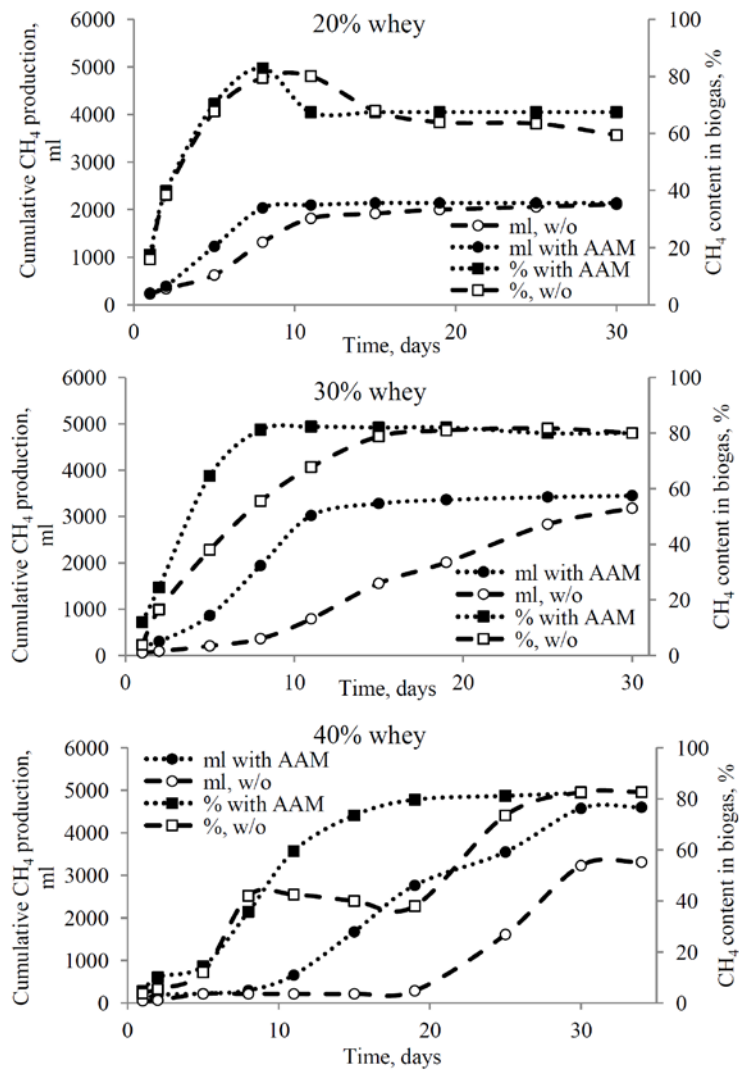 20% whey
Cumulative CH₄ production,
ml
6000
5000
4000
3000
2000
1000
0
0
10
20
30
Time, days
100
80
60
40
20
0
CH₄ content in biogas, %
ml, w/o
ml with AAM
% with AAM
%, w/o
30% whey
Cumulative CH₄ production,
ml
6000
5000
4000
3000
2000
1000
0
0
10
20
30
Time, days
100
80
60
40
20
0
CH₄ content in biogas, %
ml with AAM
ml, w/o
% with AAM
%, w/o
40% whey
Cumulative CH₄ production,
ml
6000
5000
4000
3000
2000
1000
0
0
10
20
30
Time, days
100
80
60
40
20
0
CH₄ content in biogas, %
ml with AAM
ml, w/o
% with AAM
%, w/o